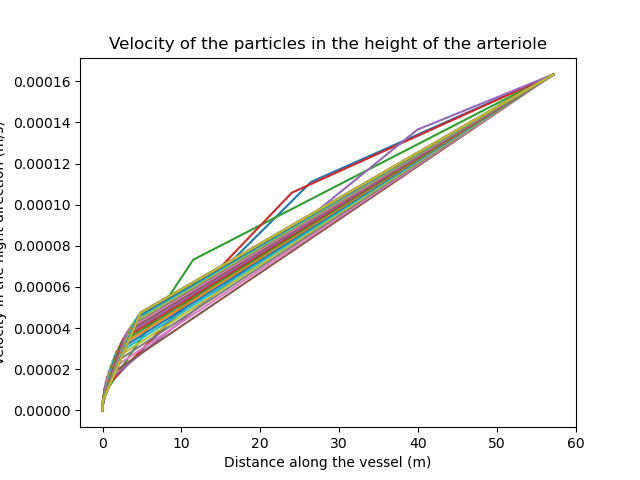 Velocity of the particles in the height of the arteriole
0.00016
0.00014
0.00012
0.00010
0.00008
0.00006
0.00004
0.00002
0.00000
0 10 20 30 40 50 60
Distance along the vessel (m)
in the
direction (m/s)